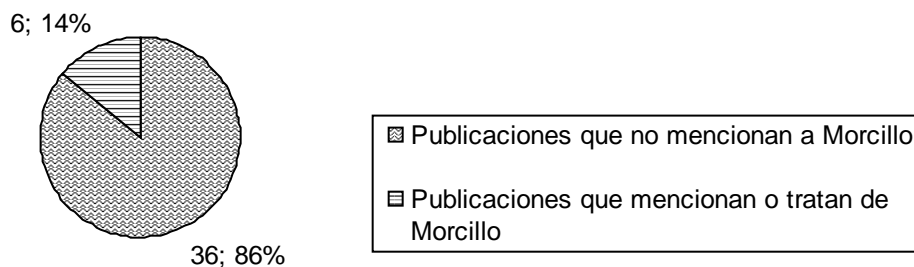 6; 14%
Publicaciones que no mencionan a Morcillo
Publicaciones que mencionan o tratan de
Morcillo
36; 86%